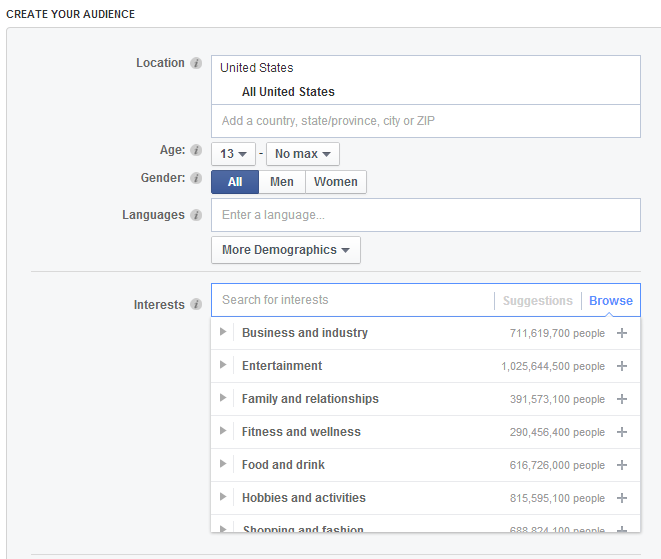 CREATE YOUR AUDIENCE
Location
United States
All United States
Add a country, state/province, city or ZIP
Age: 13 - No max
Gender: All Men Women
Languages Enter a language...
More Demographics
Interests Search for interests Suggestions Browse
Business and industry 711,619,700 people
Entertainment 1,025,644,500 people
Family and relationships 391,573,100 people
Fitness and wellness 290,456,400 people
Food and drink 616,726,000 people
Hobbies and activities 815,595,100 people
Shopping and fashion 688,824,100 people